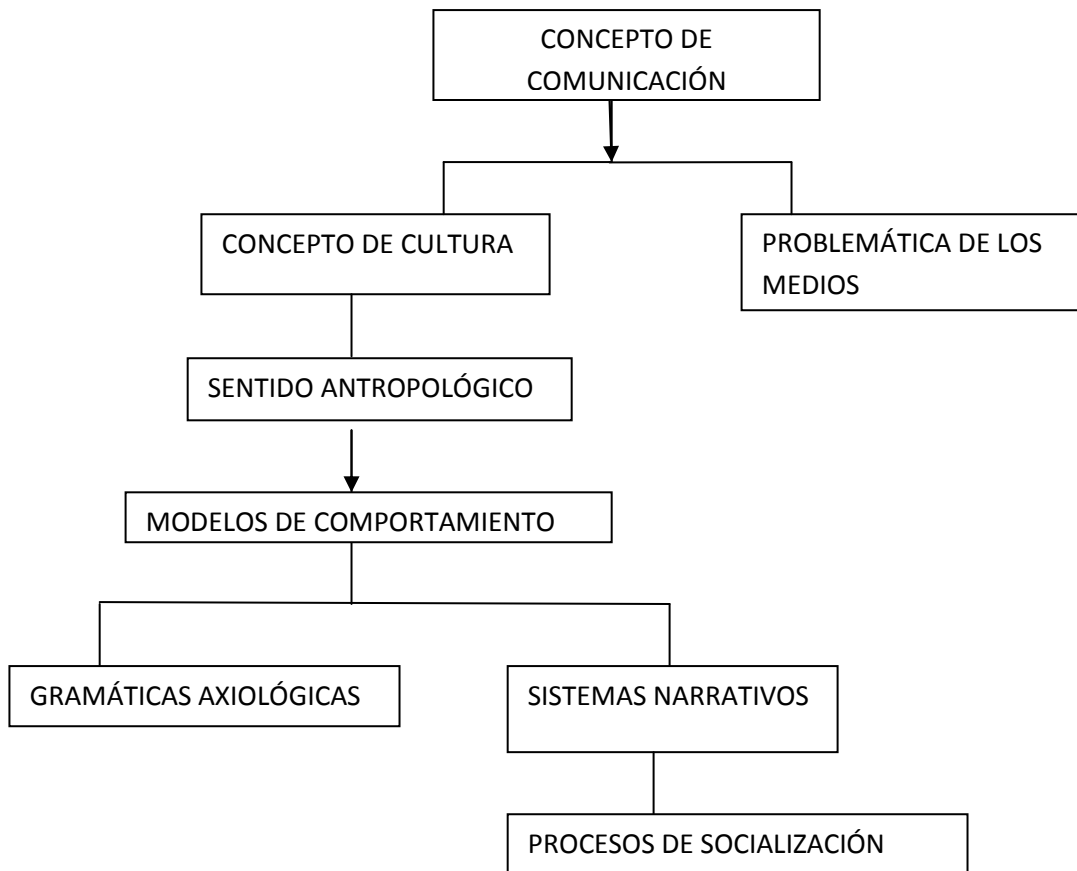 CONCEPTO DE
COMUNICACIÓN
CONCEPTO DE CULTURA
PROBLEMÁTICA DE LOS
MEDIOS
SENTIDO ANTROPOLÓGICO
MODELOS DE COMPORTAMIENTO
GRAMÁTICAS AXIOLÓGICAS
SISTEMAS NARRATIVOS
PROCESOS DE SOCIALIZACIÓN